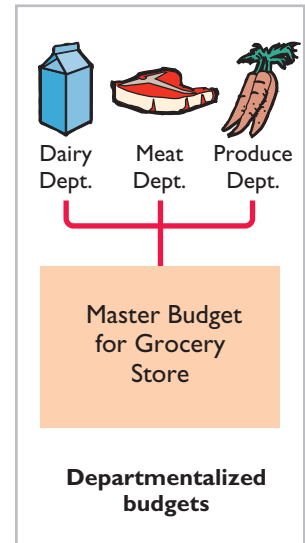 Dairy Dept.
Meat Dept.
Produce Dept.
Master Budget
for Grocery
Store
Departmentalized
budgets